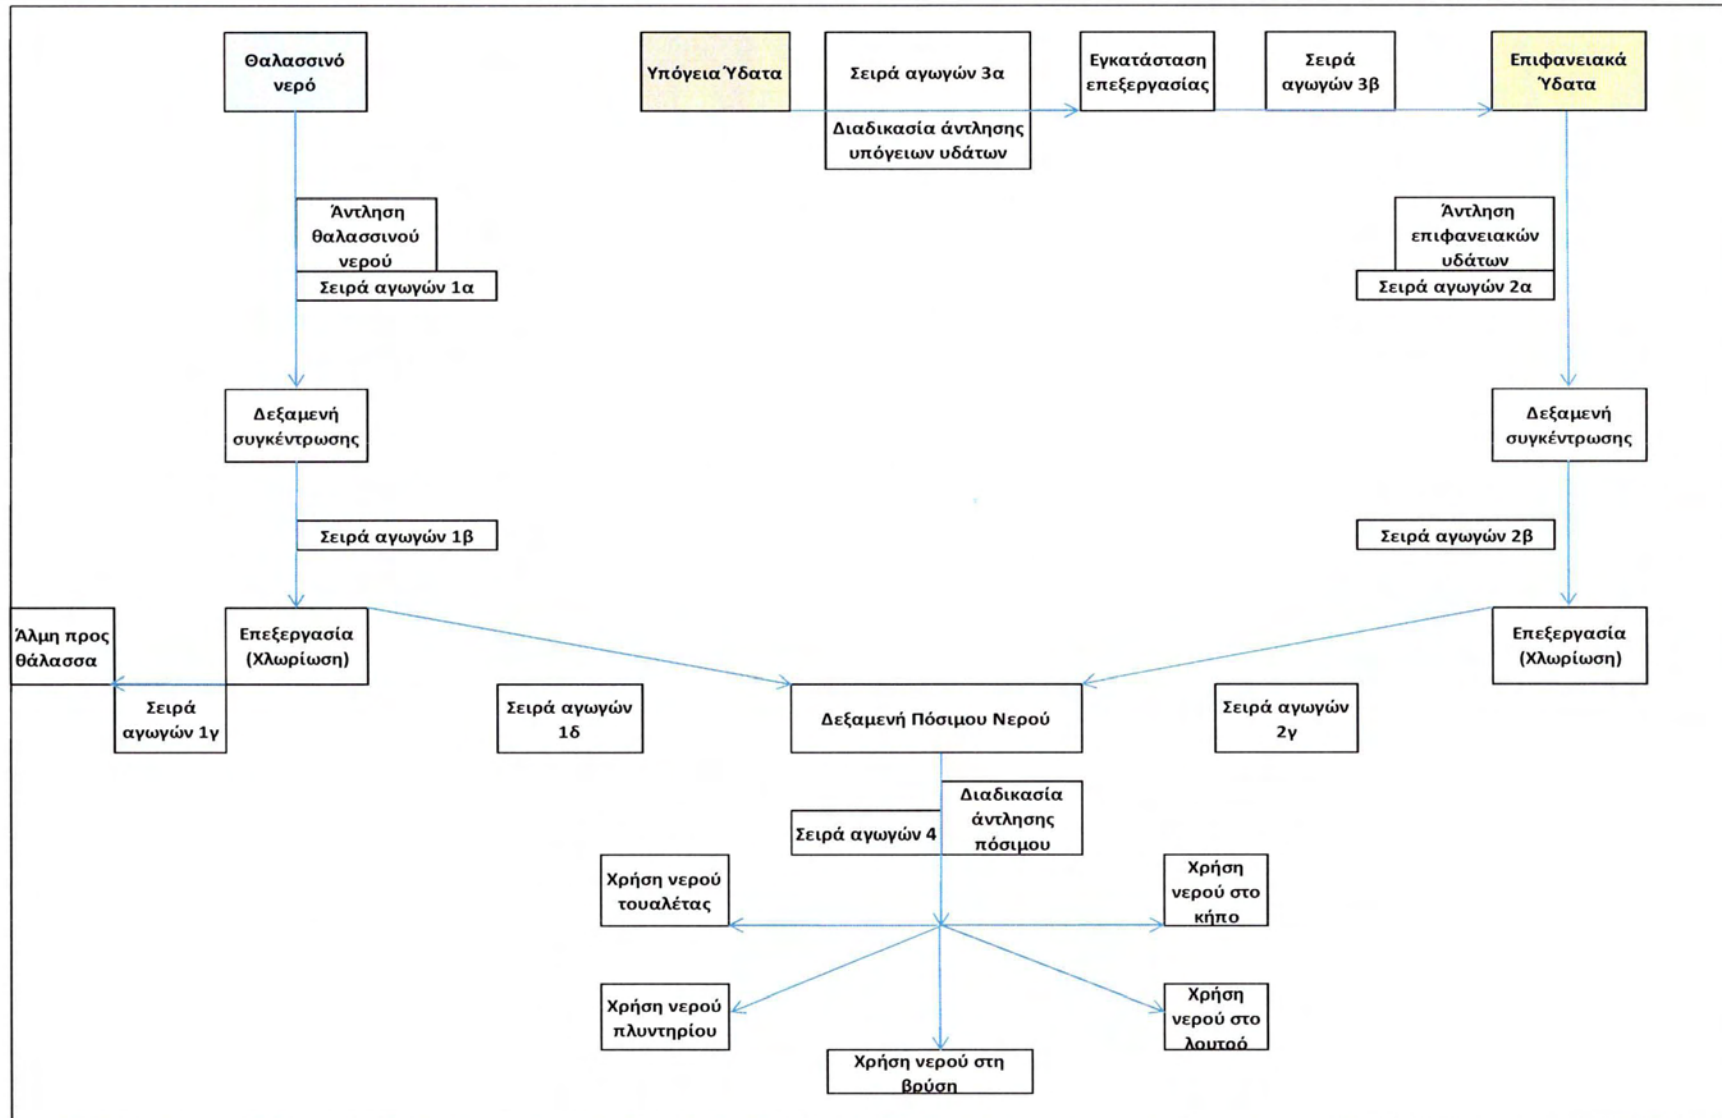 Θαλασσινό
νερό
Υπόγεια Ύδατα
Σειρά αγωγών 3α
Εγκατάσταση
επεξεργασίας
Σειρά
αγωγών 3β
Επιφανειακά
Ύδατα
Διαδικασία άντλησης
υπόγειων υδάτων
Άντληση
θαλασσινού
νερού
Σειρά αγωγών 1α
Άντληση
επιφανειακών
υδάτων
Σειρά αγωγών 2α
Δεξαμενή
συγκέντρωσης
Δεξαμενή
συγκέντρωσης
Σειρά αγωγών 1β
Σειρά αγωγών 2β
Άλμη προς
θάλασσα
Επεξεργασία
(Χλωρίωση)
Επεξεργασία
(Χλωρίωση)
Σειρά
αγωγών 1γ
Σειρά αγωγών
1δ
Δεξαμενή Πόσιμου Νερού
Σειρά αγωγών
2γ
Σειρά αγωγών 4
Διαδικασία
άντλησης
πόσιμου
Χρήση νερού
τουαλέτας
Χρήση
νερού στο
κήπο
Χρήση νερού
πλυντηρίου
Χρήση
νερού στο
λουτρό
Χρήση νερού στη
βρύση